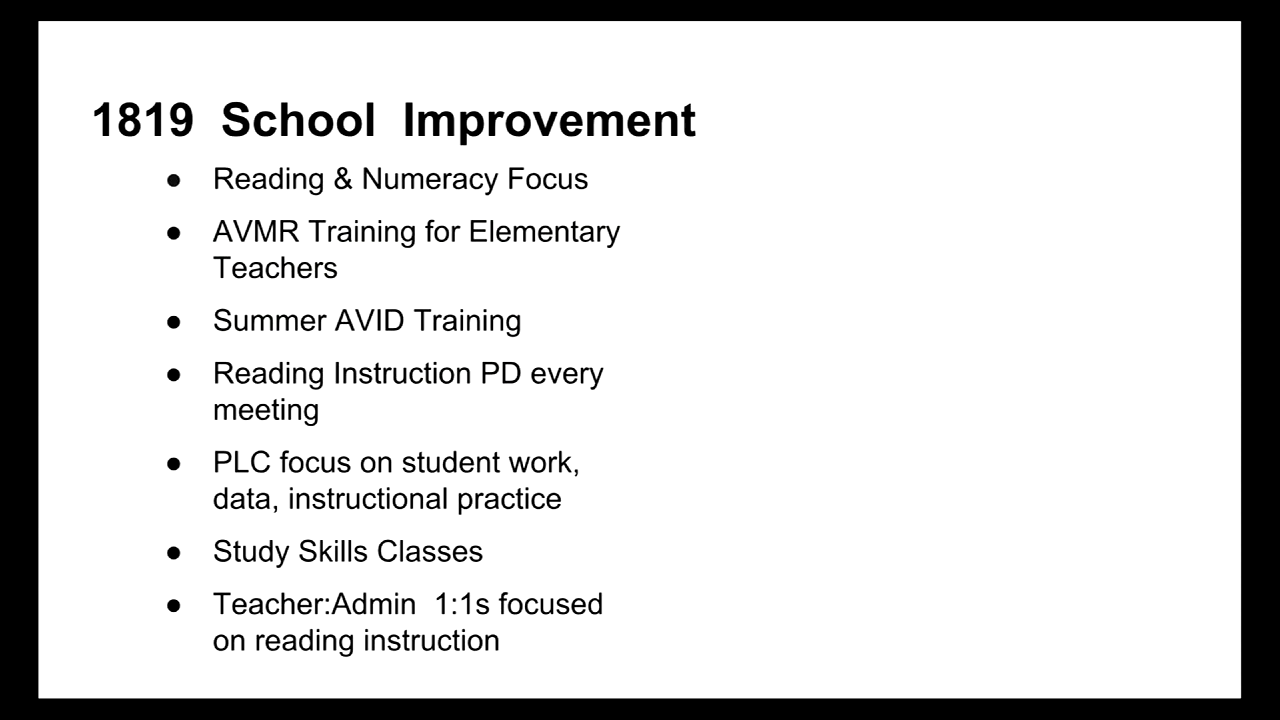 1819 School Improvement
● Reading & Numeracy Focus
● AVMR Training for Elementary
Teachers
● Summer AVID Training
● Reading Instruction PD every
meeting
● PLC focus on student work,
data, instructional practice
● Study Skills Classes
● Teacher:Admin 1:1s focused
on reading instruction